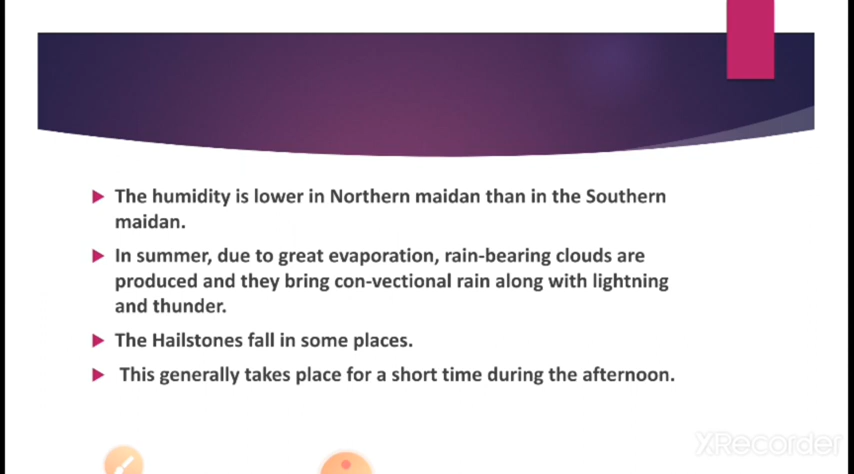 The humidity is lower in Northern maidan than in the Southern
maidan.
In summer, due to great evaporation, rain-bearing clouds are
produced and they bring con-vectional rain along with lightning
and thunder.
The Hailstones fall in some places.
This generally takes place for a short time during the afternoon.
XRecorder